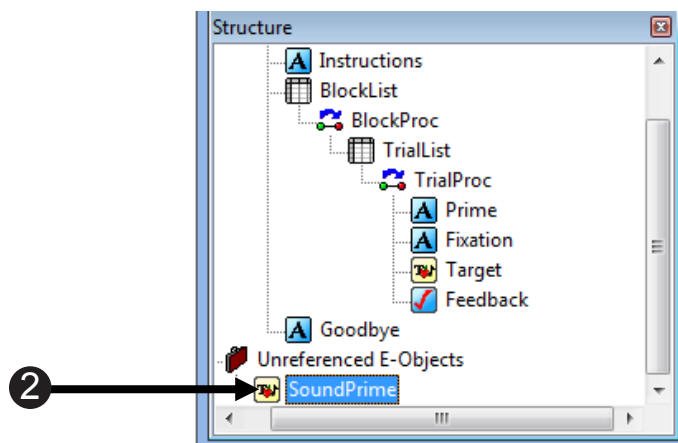 Structure
Instructions
BlockList
BlockProc
TrialList
TrialProc
Prime
Fixation
Target
Feedback
Goodbye
Unreferenced E-Objects
2
SoundPrime